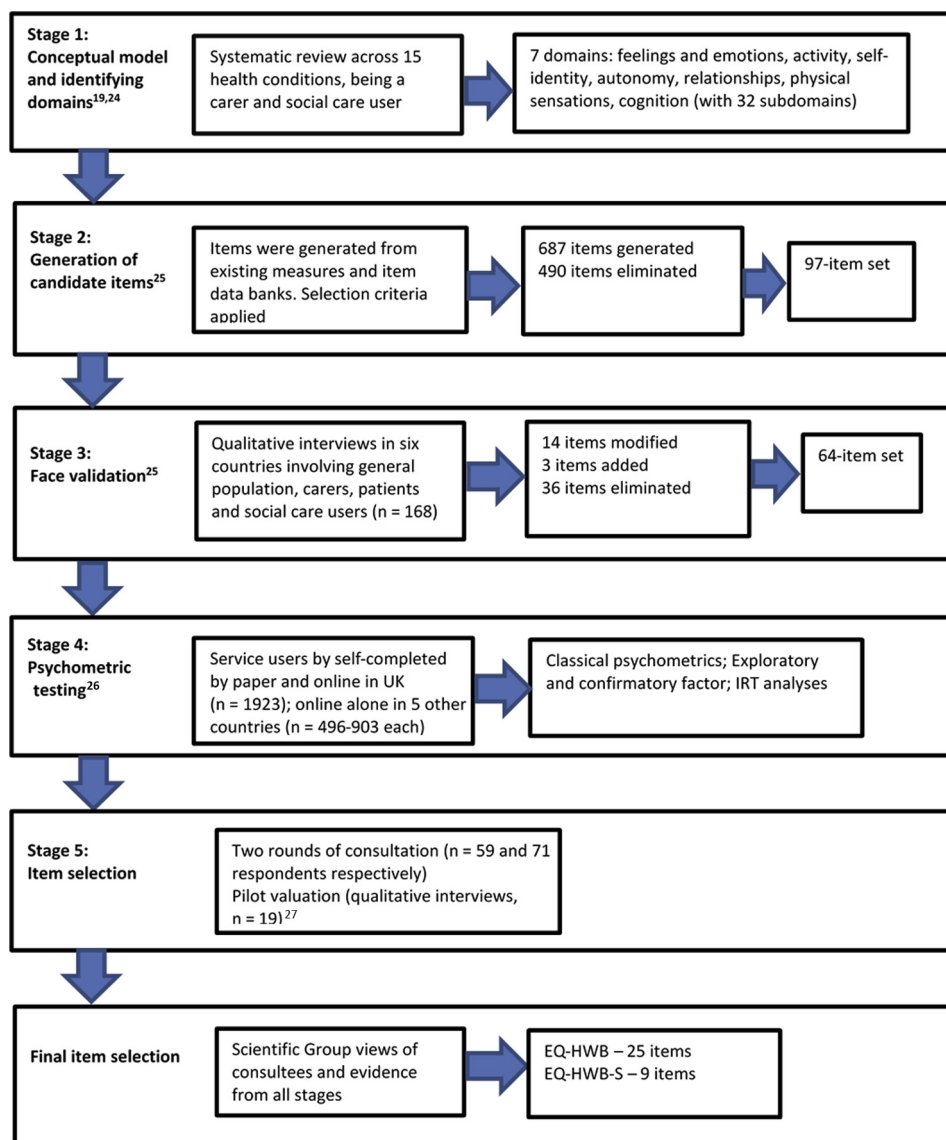 Stage 1:
Conceptual model
and identifying
domains19,24
Systematic review across 15
health conditions, being a
carer and social care user
7 domains: feelings and emotions, activity, self-
identity, autonomy, relationships, physical
sensations, cognition (with 32 subdomains)
Stage 2:
Generation of
candidate items25
Items were generated from
existing measures and item
data banks. Selection criteria
applied
687 items generated
490 items eliminated
97-item set
Stage 3:
Face validation25
Qualitative interviews in six
countries involving general
population, carers, patients
and social care users (n = 168)
14 items modified
3 items added
36 items eliminated
64-item set
Stage 4:
Psychometric
testing26
Service users by self-completed
by paper and online in UK
(n = 1923); online alone in 5 other
countries (n = 496-903 each)
Classical psychometrics; Exploratory
and confirmatory factor; IRT analyses
Stage 5:
Item selection
Two rounds of consultation (n = 59 and 71
respondents respectively)
Pilot valuation (qualitative interviews,
n = 19)27
Final item selection
Scientific Group views of
consultees and evidence
from all stages
EQ-HWB – 25 items
EQ-HWB-S – 9 items